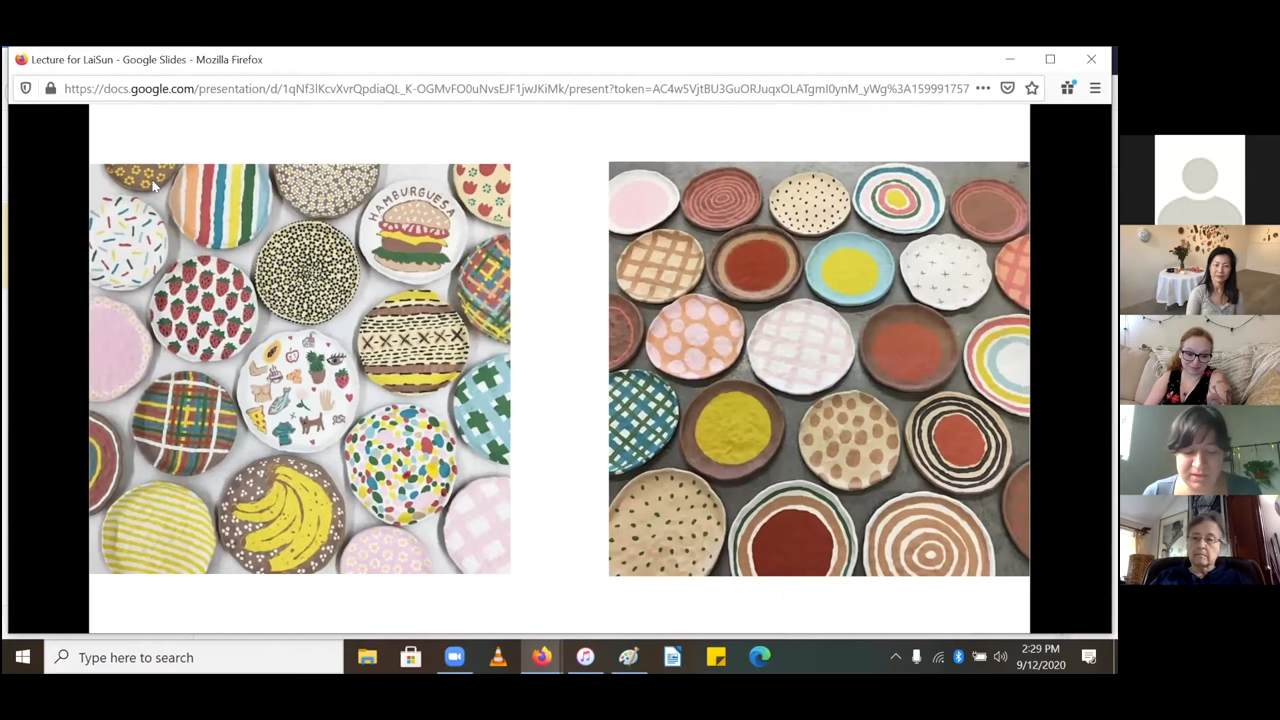 Lecture for LaiSun - Google Slides - Mozilla Firefox
https://docs.google.com/presentation/d/1qNf3lKcvXvrQpdiaQL_K-OGMvFO0uNvsEJF1jwJKiMk/present?token=AC4w5VjtBU3GuORJuqxOLATgmI0ynM_yWg%3A159991757
HAMBURGUESA
Type here to search
2:29 PM
9/12/2020